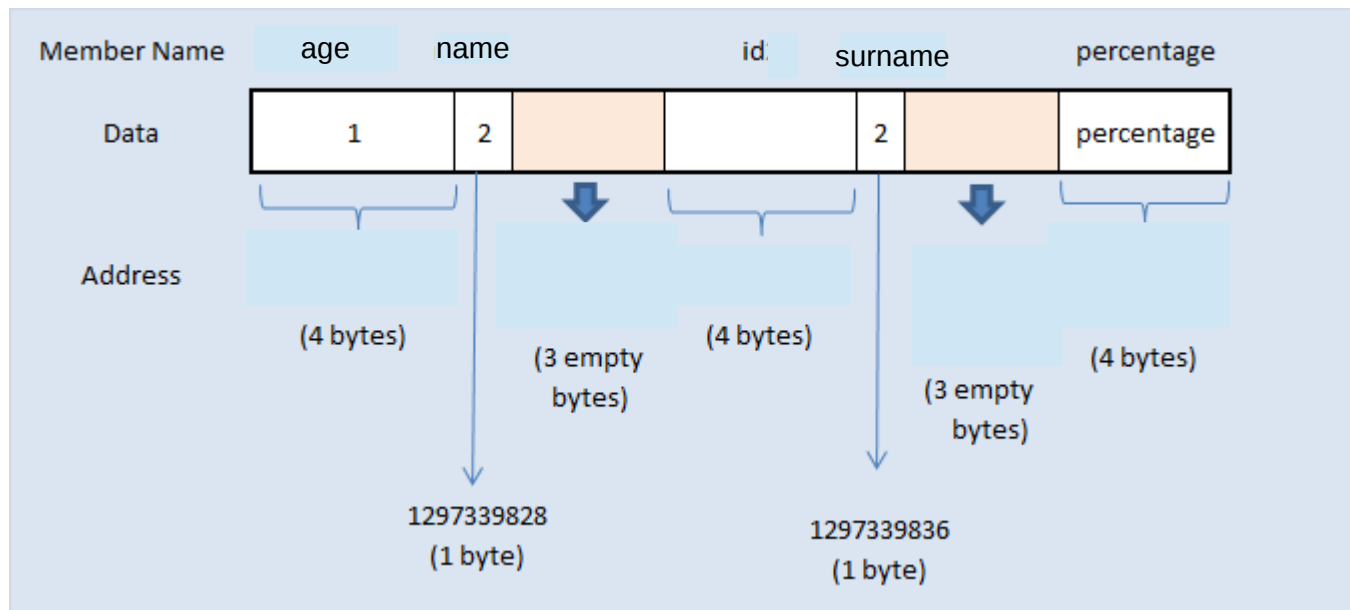 Member Name age name id: surname percentage
Data 1 2 2 percentage
Address
(4 bytes) (4 bytes)
(3 empty bytes) (4 bytes)
(3 empty bytes)
1297339828
(1 byte)
1297339836
(1 byte)